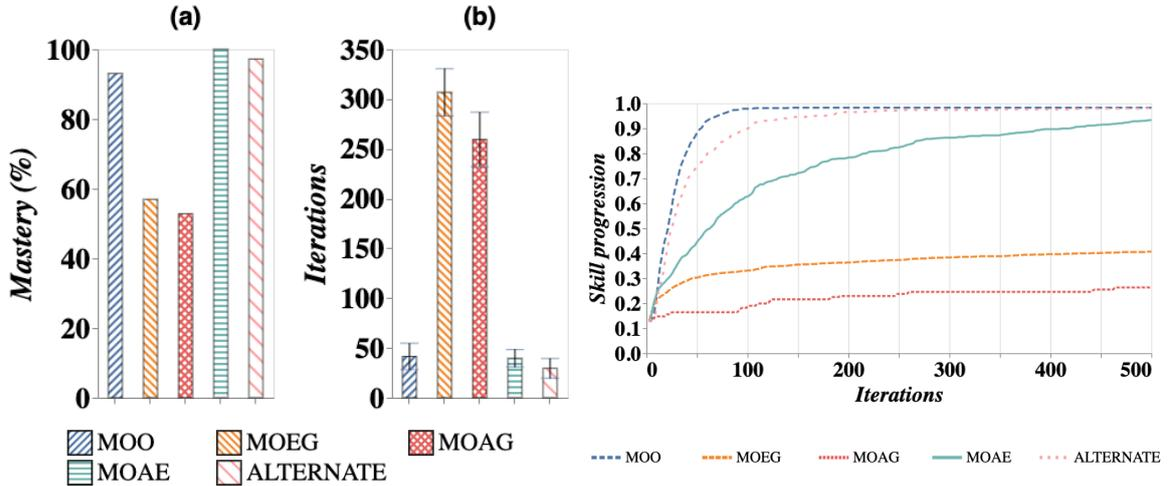 (a)
Mastery (%)
100
80
60
40
20
0
(b)
Iterations
350
300
250
200
150
100
50
0
MOO MOEG MOAG
MOAE ALTERNATE
Skill progression
1.0
0.9
0.8
0.7
0.6
0.5
0.4
0.3
0.2
0.1
0.0
0 100 200 300 400 500
Iterations
MOO MOEG MOAG MOAE ALTERNATE